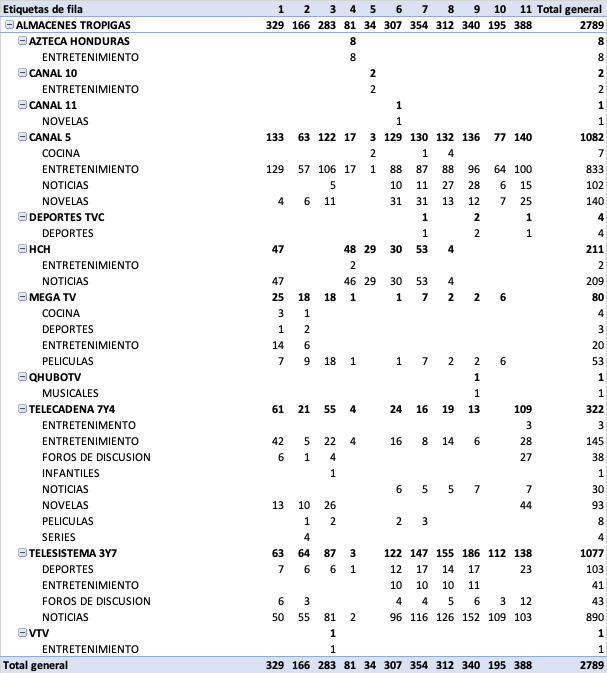 Etiquetas de fila 1 2 3 4 5 6 7 8 9 10 11 Total general
ALMACENES TROPIGAS 329 166 283 81 34 307 354 312 340 195 388 2789
AZTECA HONDURAS 8 8
ENTRETENIMIENTO 8 8
CANAL 10 2 2
ENTRETENIMIENTO 2 2
CANAL 11 1 1
NOVELAS 1 1
CANAL 5 133 63 122 17 3 129 130 132 136 77 140 1082
COCINA 2 1 4 7
ENTRETENIMIENTO 129 57 106 17 1 88 87 88 96 64 100 833
NOTICIAS 5 10 11 27 28 6 15 102
NOVELAS 4 6 11 31 31 13 12 7 25 140
DEPORTES TVC 1 2 1 4
DEPORTES 1 2 1 4
HCH 47 48 29 30 53 4 211
ENTRETENIMIENTO 2 2
NOTICIAS 47 46 29 30 53 4 209
MEGA TV 25 18 18 1 1 7 2 2 6 80
COCINA 3 1 4
DEPORTES 1 2 3
ENTRETENIMIENTO 14 6 20
PELICULAS 7 9 18 1 1 7 2 2 6 53
QHUBOTV 1 1
MUSICALES 1 1
TELECADENA 7Y4 61 21 55 4 24 16 19 13 109 322
ENTRETENIMENTO 3 3
ENTRETENIMIENTO 42 5 22 4 16 8 14 6 28 145
FOROS DE DISCUSION 6 1 4 27 38
INFANTILES 1 1
NOTICIAS 6 5 5 7 7 30
NOVELAS 13 10 26 44 93
PELICULAS 1 2 2 3 8
SERIES 4 4
TELESISTEMA 3Y7 63 64 87 3 122 147 155 186 112 138 1077
DEPORTES 7 6 6 1 12 17 14 17 23 103
ENTRETENIMIENTO 10 10 10 11 41
FOROS DE DISCUSION 6 3 4 4 5 6 3 12 43
NOTICIAS 50 55 81 2 96 116 126 152 109 103 890
VTV 1 1
ENTRETENIMIENTO 1 1
Total general 329 166 283 81 34 307 354 312 340 195 388 2789